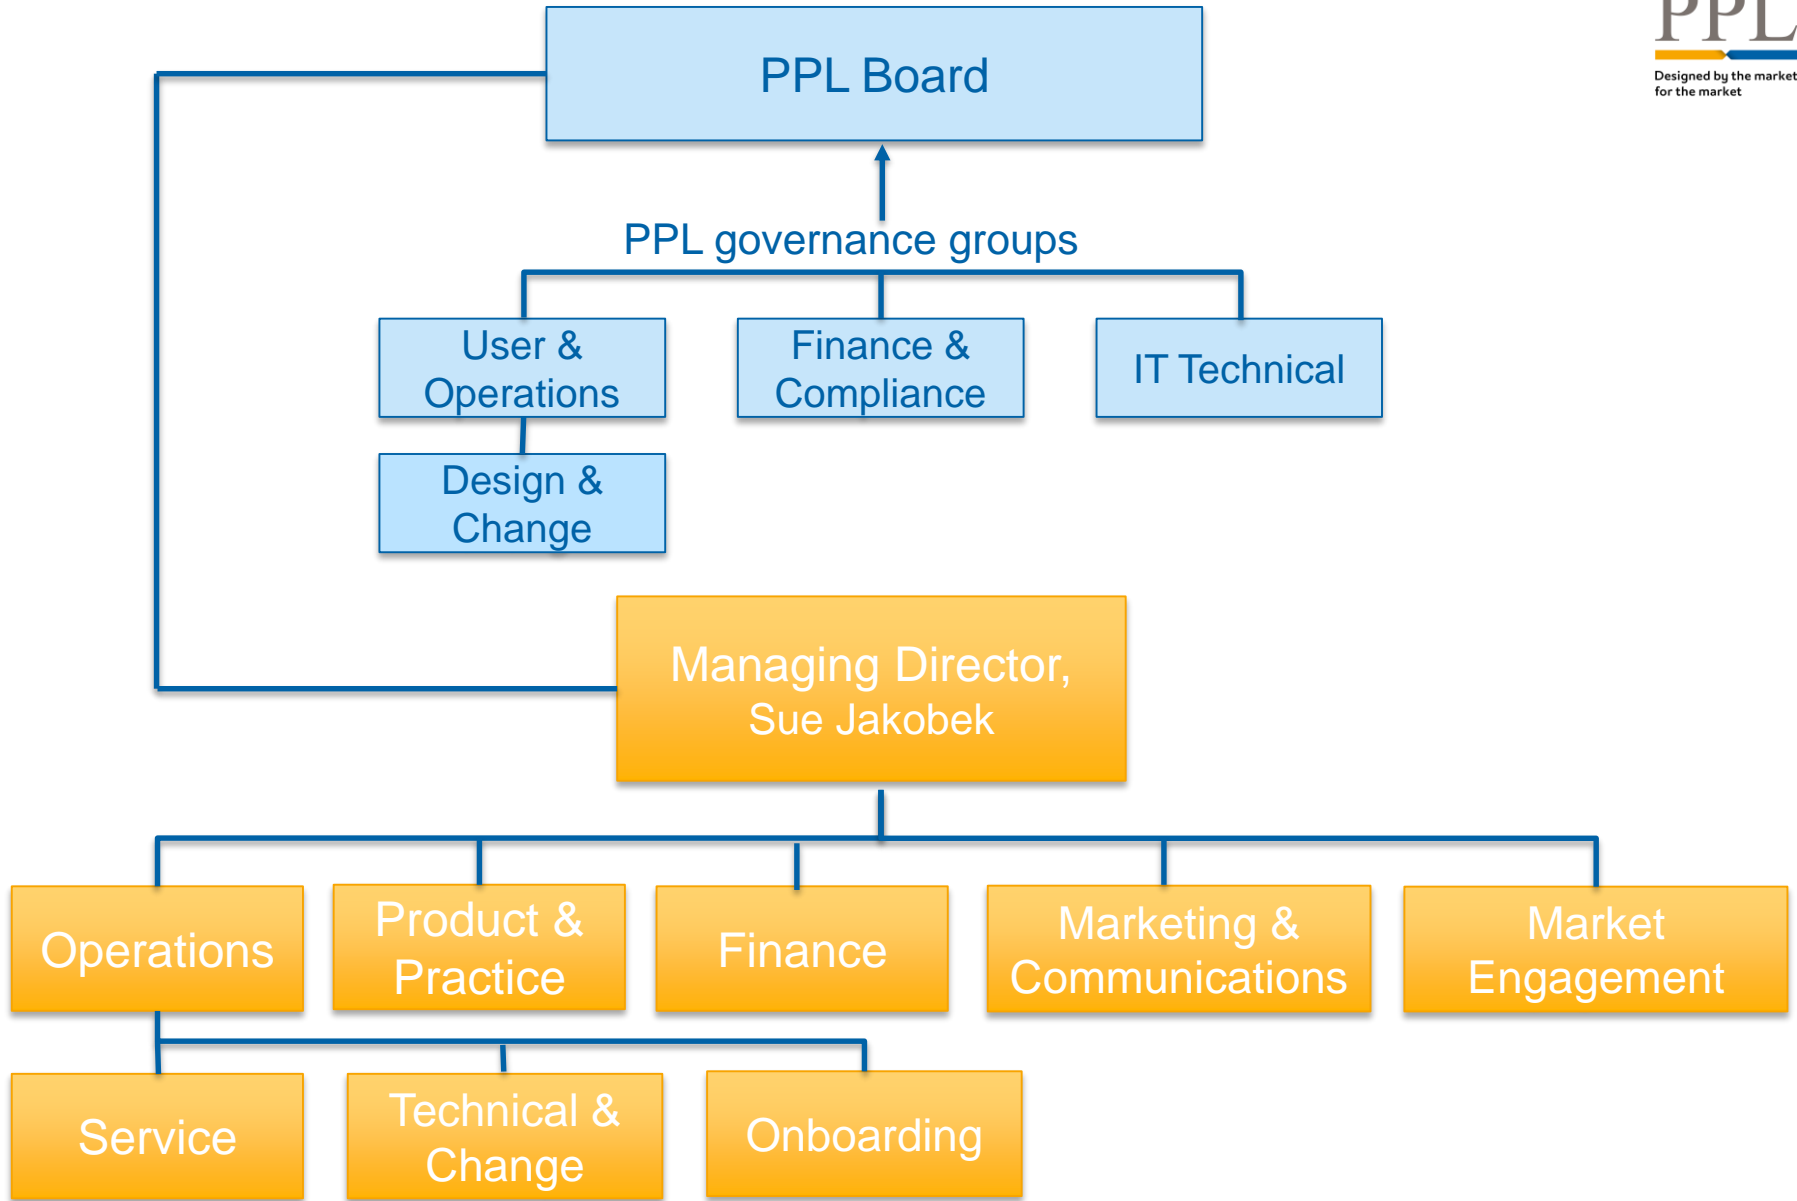 PPL
Designed by the market
for the market
PPL Board
PPL governance groups
User &
Operations
Finance &
Compliance
IT Technical
Design &
Change
Managing Director,
Sue Jakobek
Operations
Product &
Practice
Finance
Marketing &
Communications
Market
Engagement
Service
Technical &
Change
Onboarding